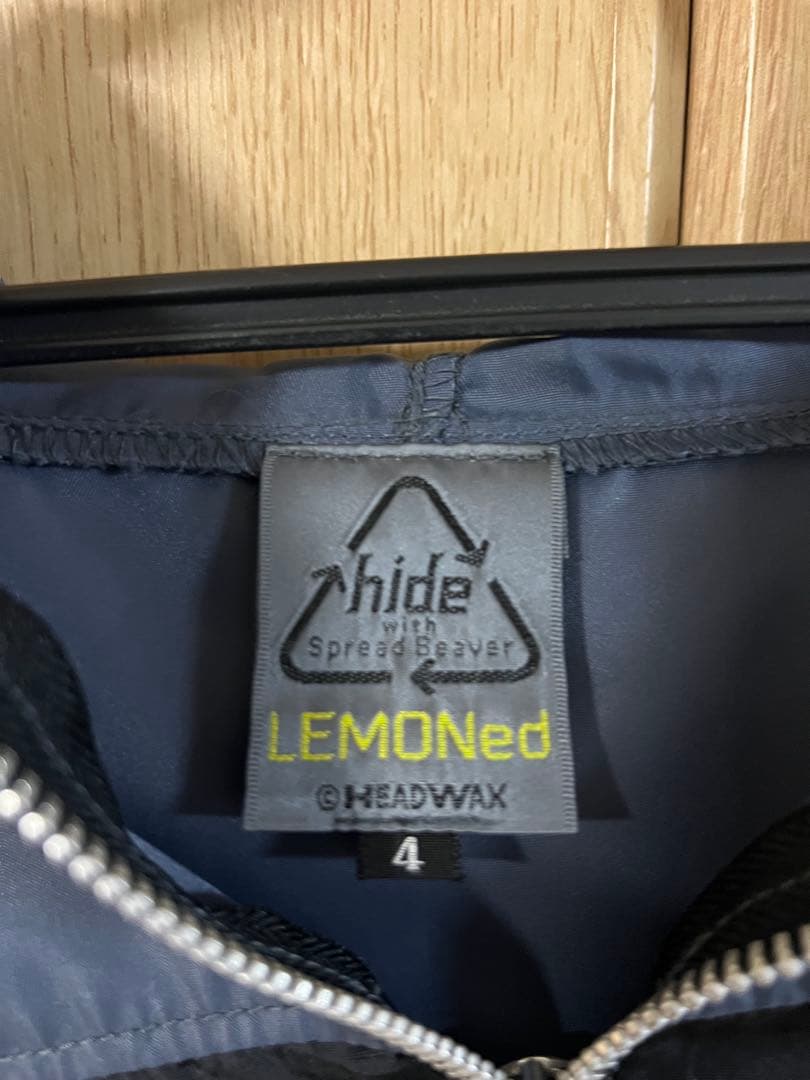 hide
with
Spread Beaver
LEMONed
© HEADWAX
4